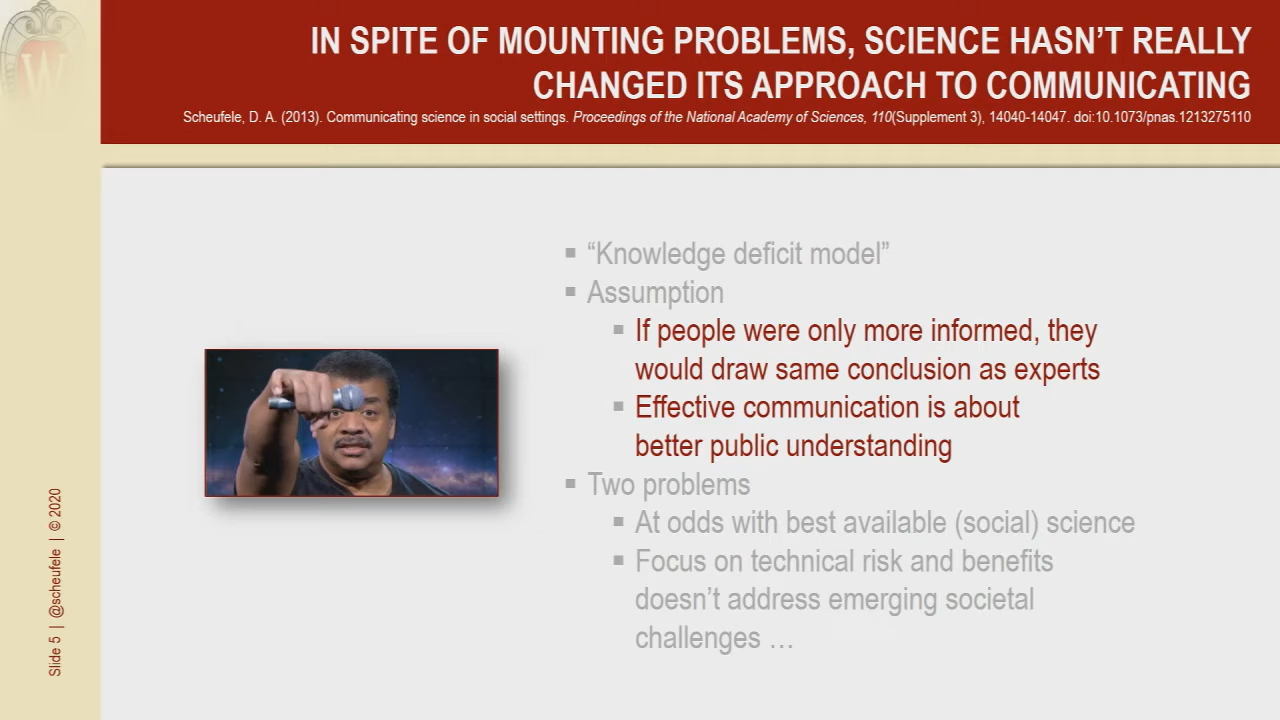 IN SPITE OF MOUNTING PROBLEMS, SCIENCE HASN'T REALLY
CHANGED ITS APPROACH TO COMMUNICATING
Scheufele, D. A. (2013). Communicating science in social settings. Proceedings of the National Academy of Sciences, 110(Supplement 3), 14040-14047. doi:10.1073/pnas.1213275110
▪ “Knowledge deficit model”
▪ Assumption
▪ If people were only more informed, they
would draw same conclusion as experts
▪ Effective communication is about
better public understanding
▪ Two problems
▪ At odds with best available (social) science
▪ Focus on technical risk and benefits
doesn’t address emerging societal
challenges …
Slide 5 | @scheufele | © 2020
W